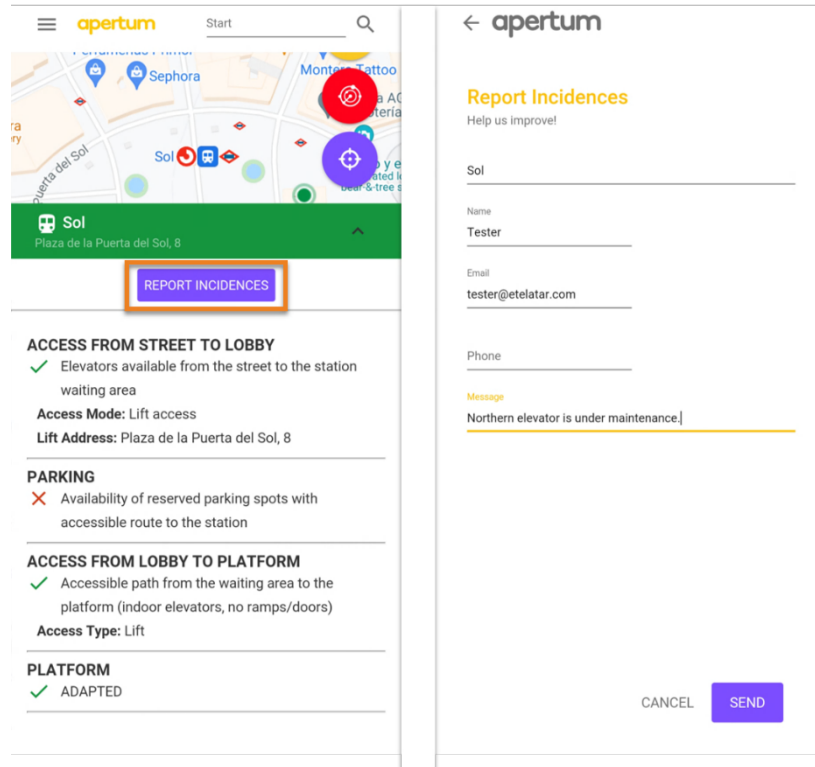 apertum
Start
Sephora
Sol
Puerta del Sol
Sol
Plaza de la Puerta del Sol, 8
REPORT INCIDENCES
ACCESS FROM STREET TO LOBBY
Elevators available from the street to the station
waiting area
Access Mode: Lift access
Lift Address: Plaza de la Puerta del Sol, 8
PARKING
Availability of reserved parking spots with
accessible route to the station
ACCESS FROM LOBBY TO PLATFORM
Accessible path from the waiting area to the
platform (indoor elevators, no ramps/doors)
Access Type: Lift
PLATFORM
ADAPTED
apertum
Report Incidences
Help us improve!
Sol
Name
Tester
Email
tester@etelatar.com
Phone
Message
Northern elevator is under maintenance.
CANCEL
SEND